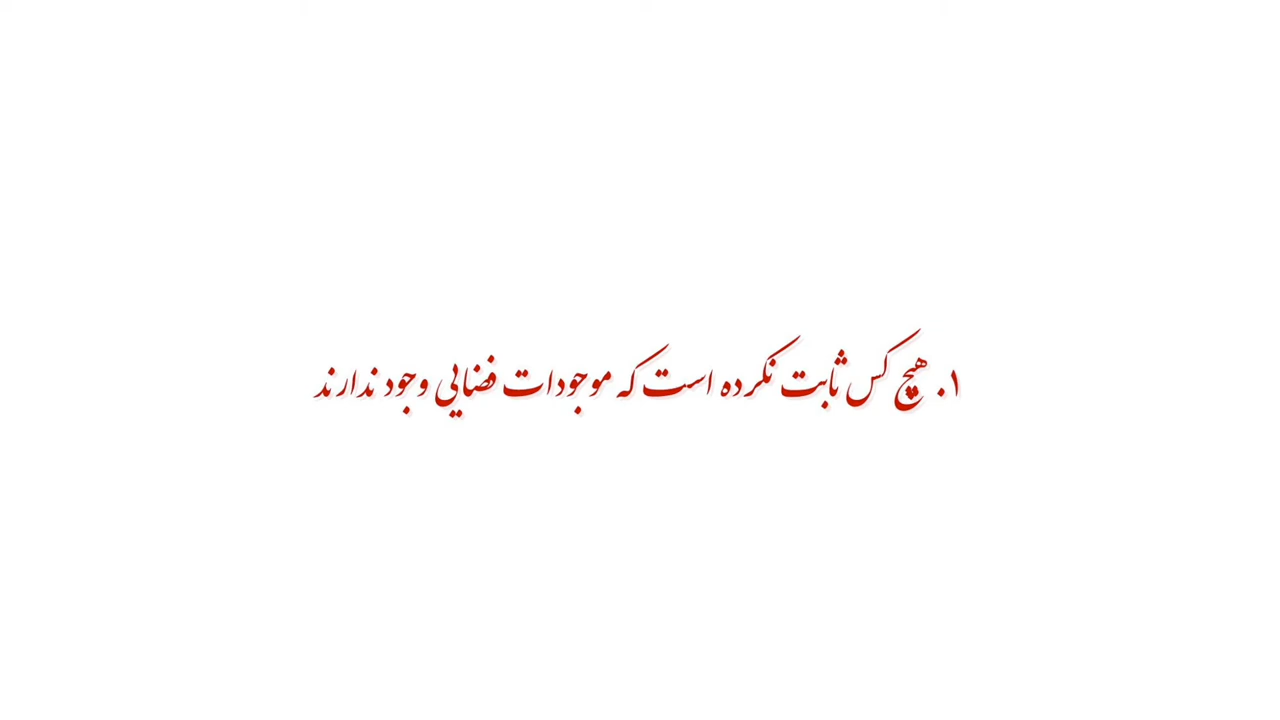 ۱. هیچ کس ثابت نکرده است که موجودات فضایی وجود ندارند